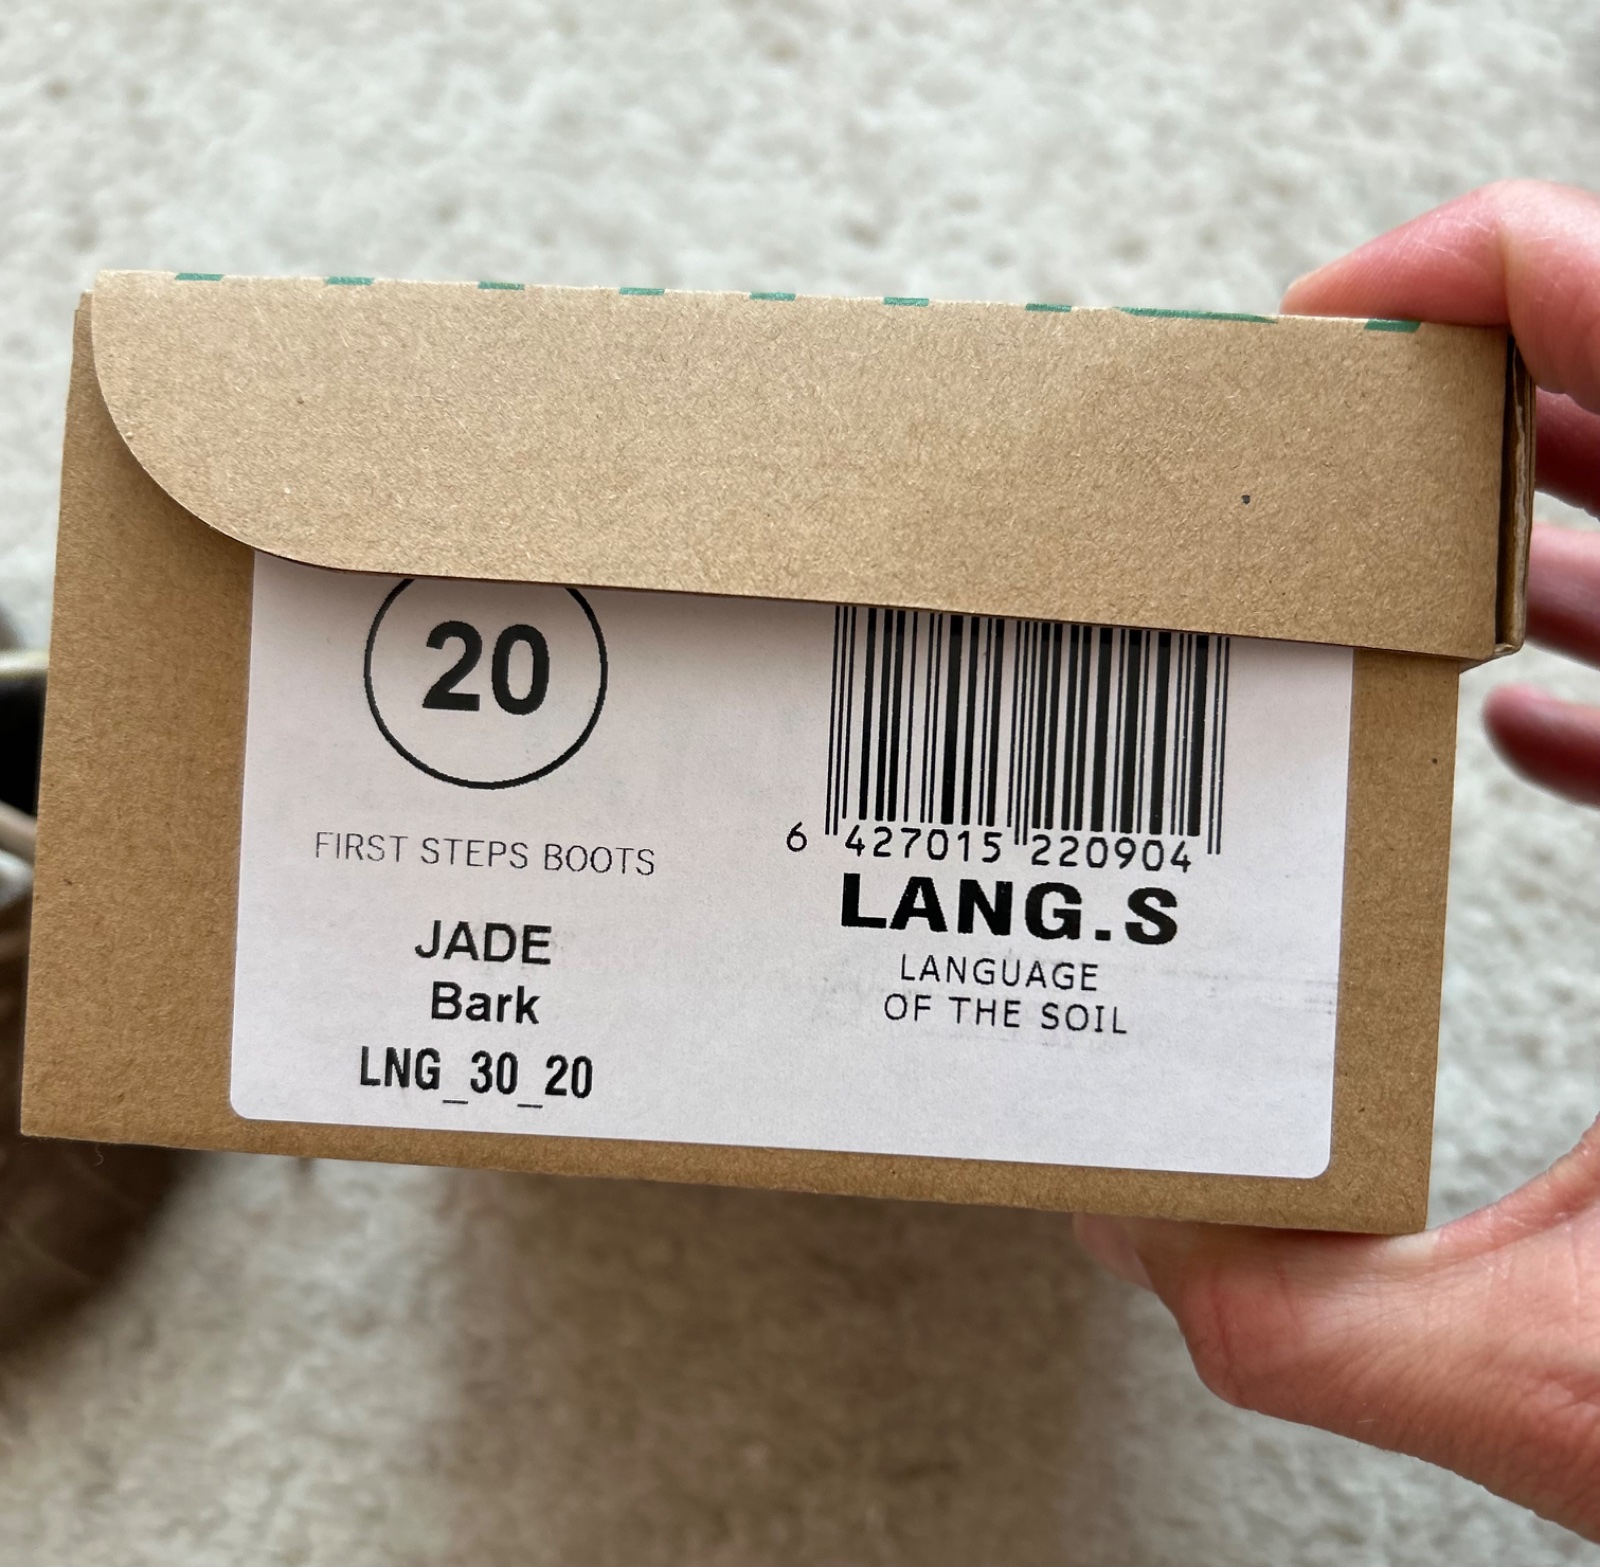 20
FIRST STEPS BOOTS
JADE
Bark
LNG_30_20
6 427015 220904
LANG.S
LANGUAGE
OF THE SOIL